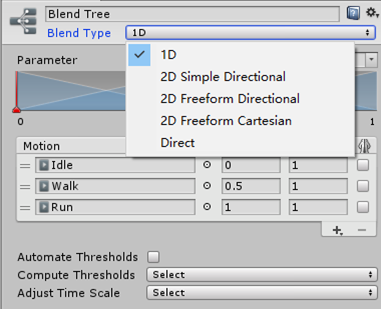 Blend Tree
Blend Type 1D
1D
Parameter
2D Simple Directional
2D Freeform Directional
2D Freeform Cartesian
Direct
0 1
Motion
Idle 0 1
Walk 0.5 1
Run 1 1
Automate Thresholds
Compute Thresholds Select
Adjust Time Scale Select